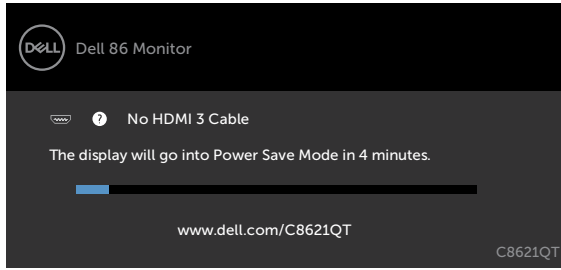 DELL
Dell 86 Monitor
? No HDMI 3 Cable
The display will go into Power Save Mode in 4 minutes.
www.dell.com/C8621QT
C8621QT